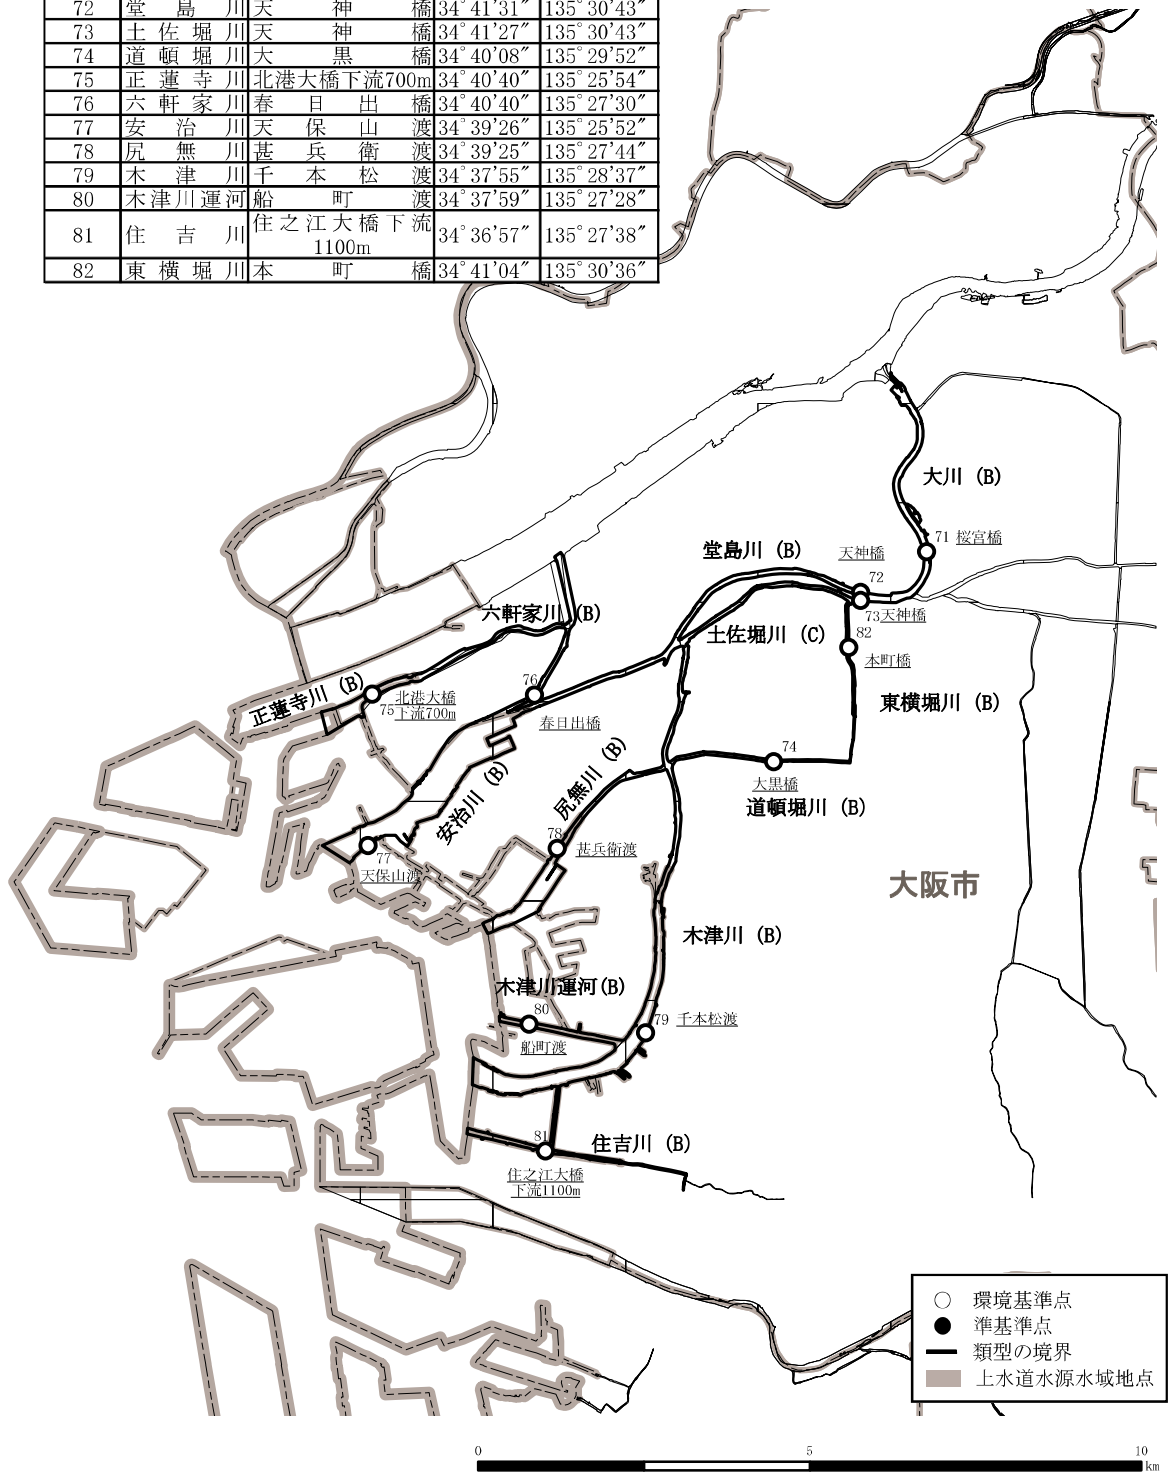 72 堂島川 天神橋 34°41'31" 135°30'43"
73 土佐堀川 天神橋 34°41'27" 135°30'43"
74 道頓堀川 大黒橋 34°40'08" 135°29'52"
75 正蓮寺川 北港大橋下流700m 34°40'40" 135°25'54"
76 六軒家川 春日出橋 34°40'40" 135°27'30"
77 安治川 天保山渡 34°39'26" 135°25'52"
78 尻無川 甚兵衛渡 34°39'25" 135°27'44"
79 木津川 千本松渡 34°37'55" 135°28'37"
80 木津川運河 船町渡 34°37'59" 135°27'28"
81 住吉川 住之江大橋下流
1100m 34°36'57" 135°27'38"
82 東横堀川 本町橋 34°41'04" 135°30'36"
大川 (B)
71 桜宮橋
堂島川 (B)
天神橋
72
73天神橋
六軒家川 (B)
土佐堀川 (C)
82
本町橋
正蓮寺川 (B)
75 北港大橋
下流700m
76
春日出橋
東横堀川 (B)
74
大黒橋
道頓堀川 (B)
安治川 (B)
尻無川 (B)
77
天保山渡
78
甚兵衛渡
大阪市
木津川 (B)
木津川運河(B)
80
船町渡
79 千本松渡
81
住吉川 (B)
住之江大橋
下流1100m
環境基準点
準基準点
類型の境界
上水道水源水域地点
0 5 10
km